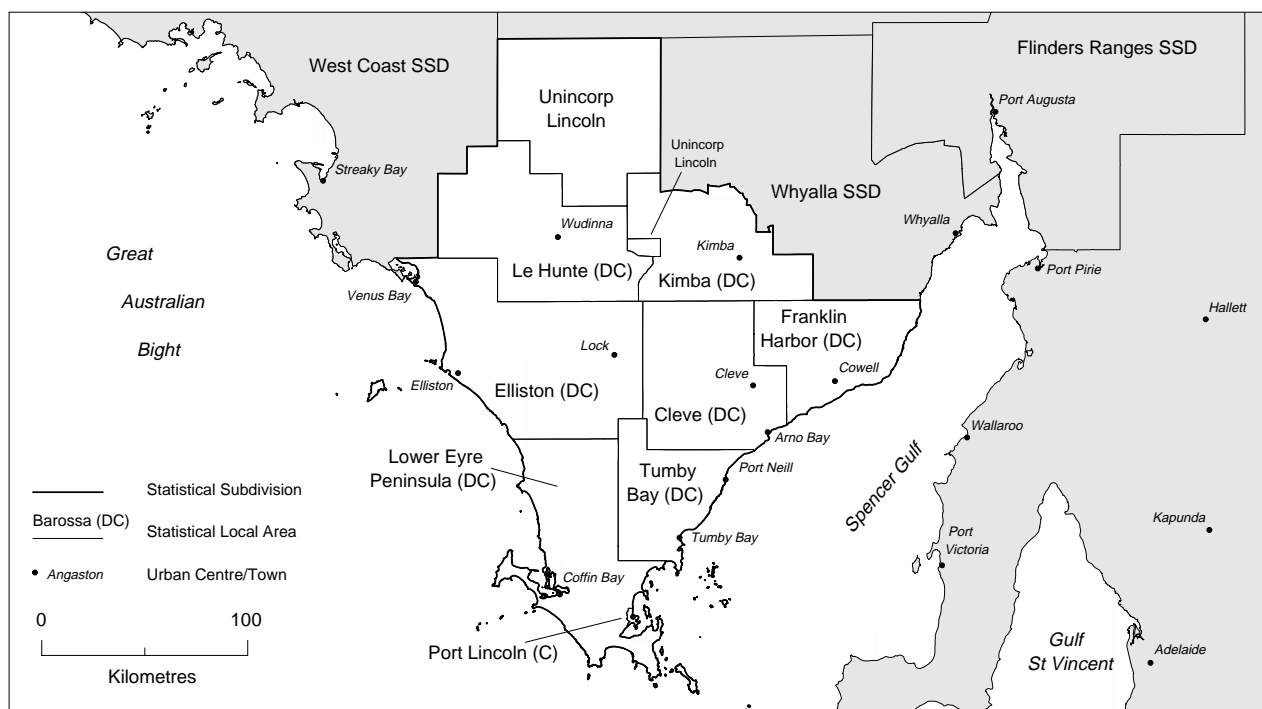 Flinders Ranges SSD
West Coast SSD
Unincorp
Lincoln
Port Augusta
Unincorp
Lincoln
Streaky Bay
Whyalla SSD
Wudinna
Whyalla
Great
Kimba
Le Hunte (DC)
Port Pirie
Kimba (DC)
Venus Bay
Australian
Hallett
Franklin
Harbor (DC)
Bight
Lock
Elliston
Cleve
Cowell
Elliston (DC)
Cleve (DC)
Arno Bay
Wallaroo
Lower Eyre
Peninsula (DC)
Tumby
Bay (DC)
Port Neill
Spencer Gulf
Statistical Subdivision
Barossa (DC)
Statistical Local Area
Kapunda
Tumby Bay
Port
Victoria
Angaston
Urban Centre/Town
Coffin Bay
0
100
Kilometres
Port Lincoln (C)
Gulf
St Vincent
Adelaide